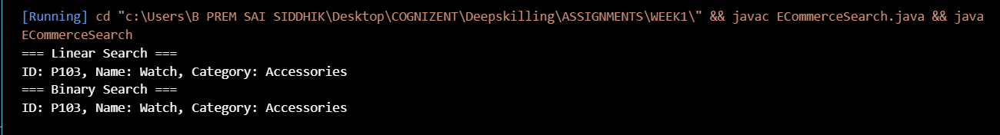 [Running] cd "c:\Users\B PREM SAI SIDDHIK\Desktop\COGNIZENT\Deepskilling\ASSIGNMENTS\WEEK1\" && javac ECommerceSearch.java && java
ECommerceSearch
=== Linear Search ===
ID: P103, Name: Watch, Category: Accessories
=== Binary Search ===
ID: P103, Name: Watch, Category: Accessories